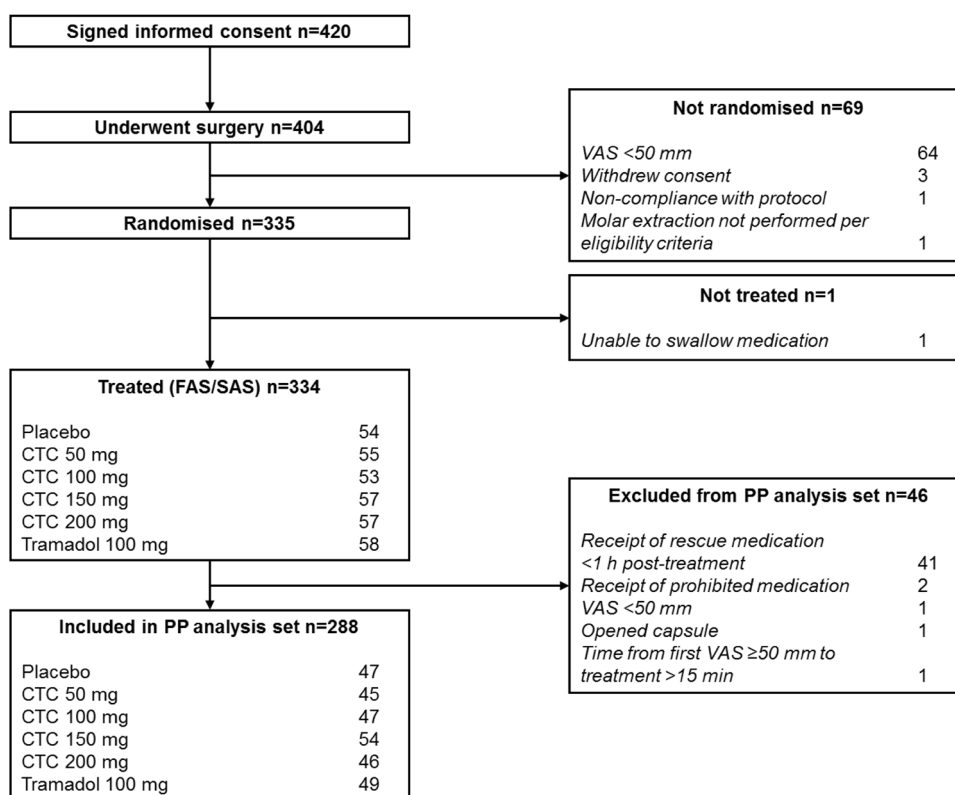 Signed informed consent n=420
Underwent surgery n=404
Not randomised n=69
VAS <50 mm 64
Withdrew consent 3
Non-compliance with protocol 1
Molar extraction not performed per
eligibility criteria 1
Randomised n=335
Not treated n=1
Unable to swallow medication 1
Treated (FAS/SAS) n=334
Placebo 54
CTC 50 mg 55
CTC 100 mg 53
CTC 150 mg 57
CTC 200 mg 57
Tramadol 100 mg 58
Excluded from PP analysis set n=46
Receipt of rescue medication
<1 h post-treatment 41
Receipt of prohibited medication 2
VAS <50 mm 1
Opened capsule 1
Time from first VAS ≥50 mm to
treatment >15 min 1
Included in PP analysis set n=288
Placebo 47
CTC 50 mg 45
CTC 100 mg 47
CTC 150 mg 54
CTC 200 mg 46
Tramadol 100 mg 49